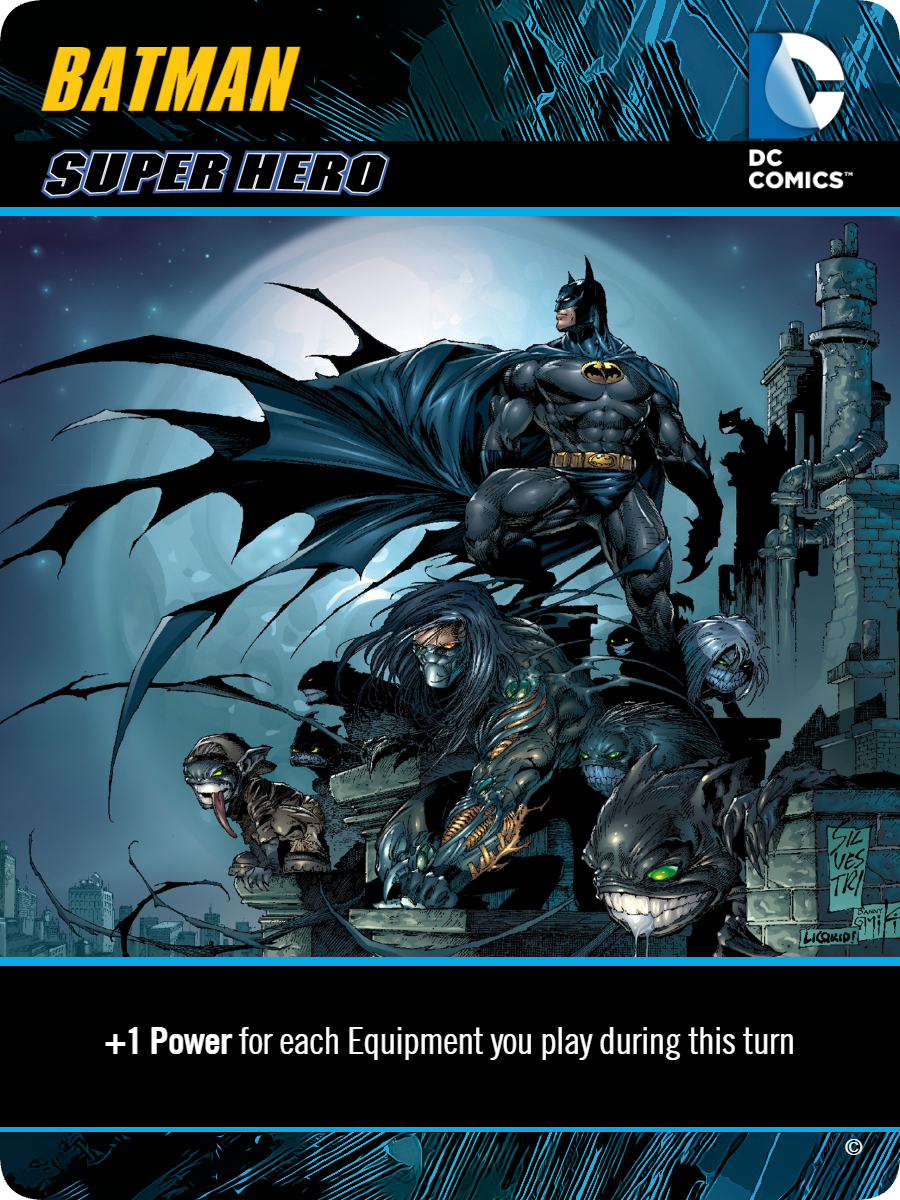 BATMAN
SUPER HERO
DC
COMICS™
SIL
VES
TRI
DANNY
LIQUID!
+1 Power for each Equipment you play during this turn
©